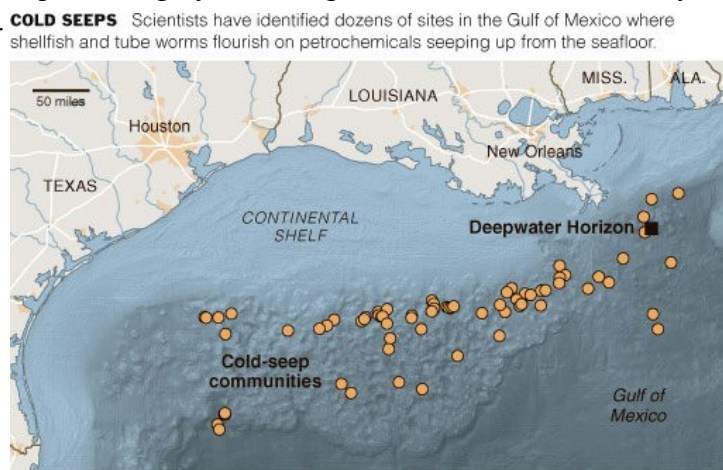 COLD SEEPS Scientists have identified dozens of sites in the Gulf of Mexico where
shellfish and tube worms flourish on petrochemicals seeping up from the seafloor.
MISS.
ALA.
50 miles
LOUISIANA
Houston
New Orleans
TEXAS
CONTINENTAL
SHELF
Deepwater Horizon
Cold-seep
communities
Gulf of
Mexico